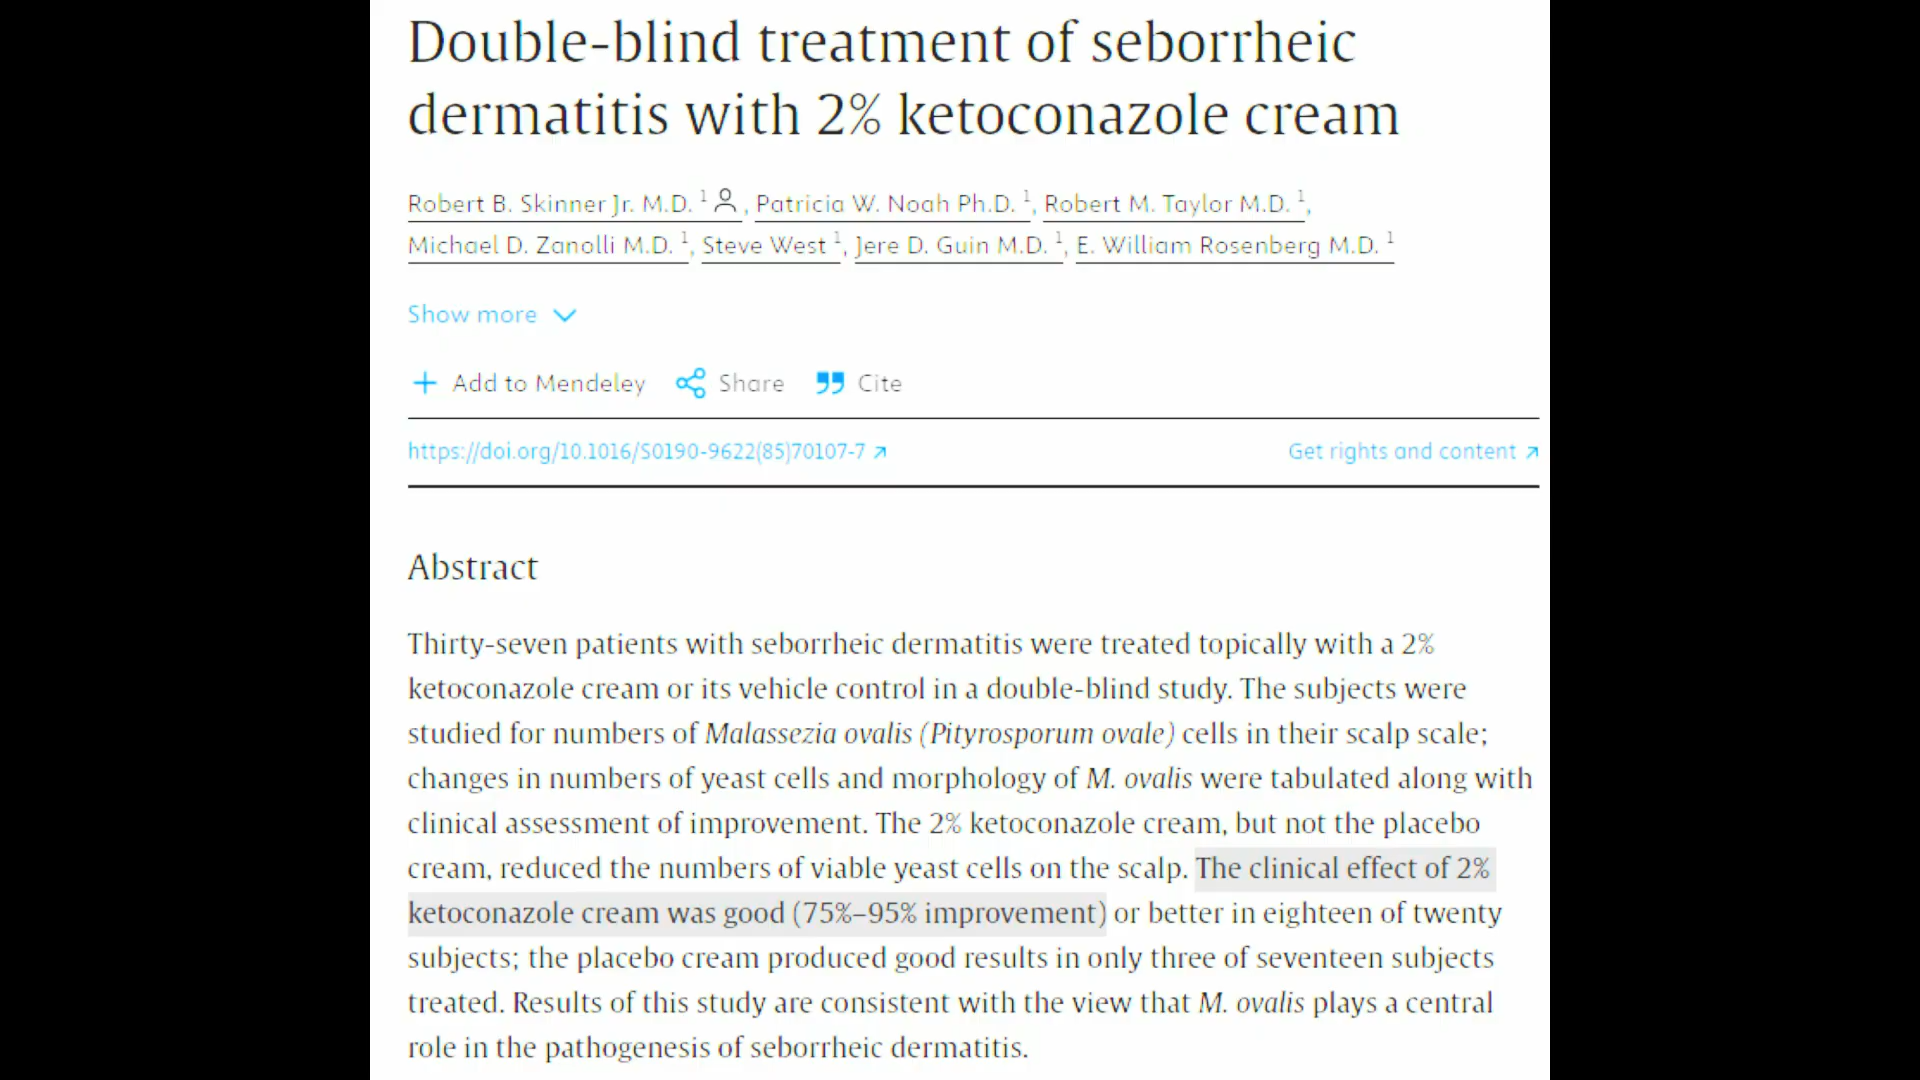 Double-blind treatment of seborrheic
dermatitis with 2% ketoconazole cream
Robert B. Skinner Jr. M.D. 1, Patricia W. Noah Ph.D. 1, Robert M. Taylor M.D. 1,
Michael D. Zanolli M.D. 1, Steve West 1, Jere D. Guin M.D. 1, E. William Rosenberg M.D. 1
Show more
Add to Mendeley Share Cite
https://doi.org/10.1016/S0190-9622(85)70107-7 Get rights and content
Abstract
Thirty-seven patients with seborrheic dermatitis were treated topically with a 2%
ketoconazole cream or its vehicle control in a double-blind study. The subjects were
studied for numbers of Malassezia ovalis (Pityrosporum ovale) cells in their scalp scale;
changes in numbers of yeast cells and morphology of M. ovalis were tabulated along with
clinical assessment of improvement. The 2% ketoconazole cream, but not the placebo
cream, reduced the numbers of viable yeast cells on the scalp. The clinical effect of 2%
ketoconazole cream was good (75%–95% improvement) or better in eighteen of twenty
subjects; the placebo cream produced good results in only three of seventeen subjects
treated. Results of this study are consistent with the view that M. ovalis plays a central
role in the pathogenesis of seborrheic dermatitis.